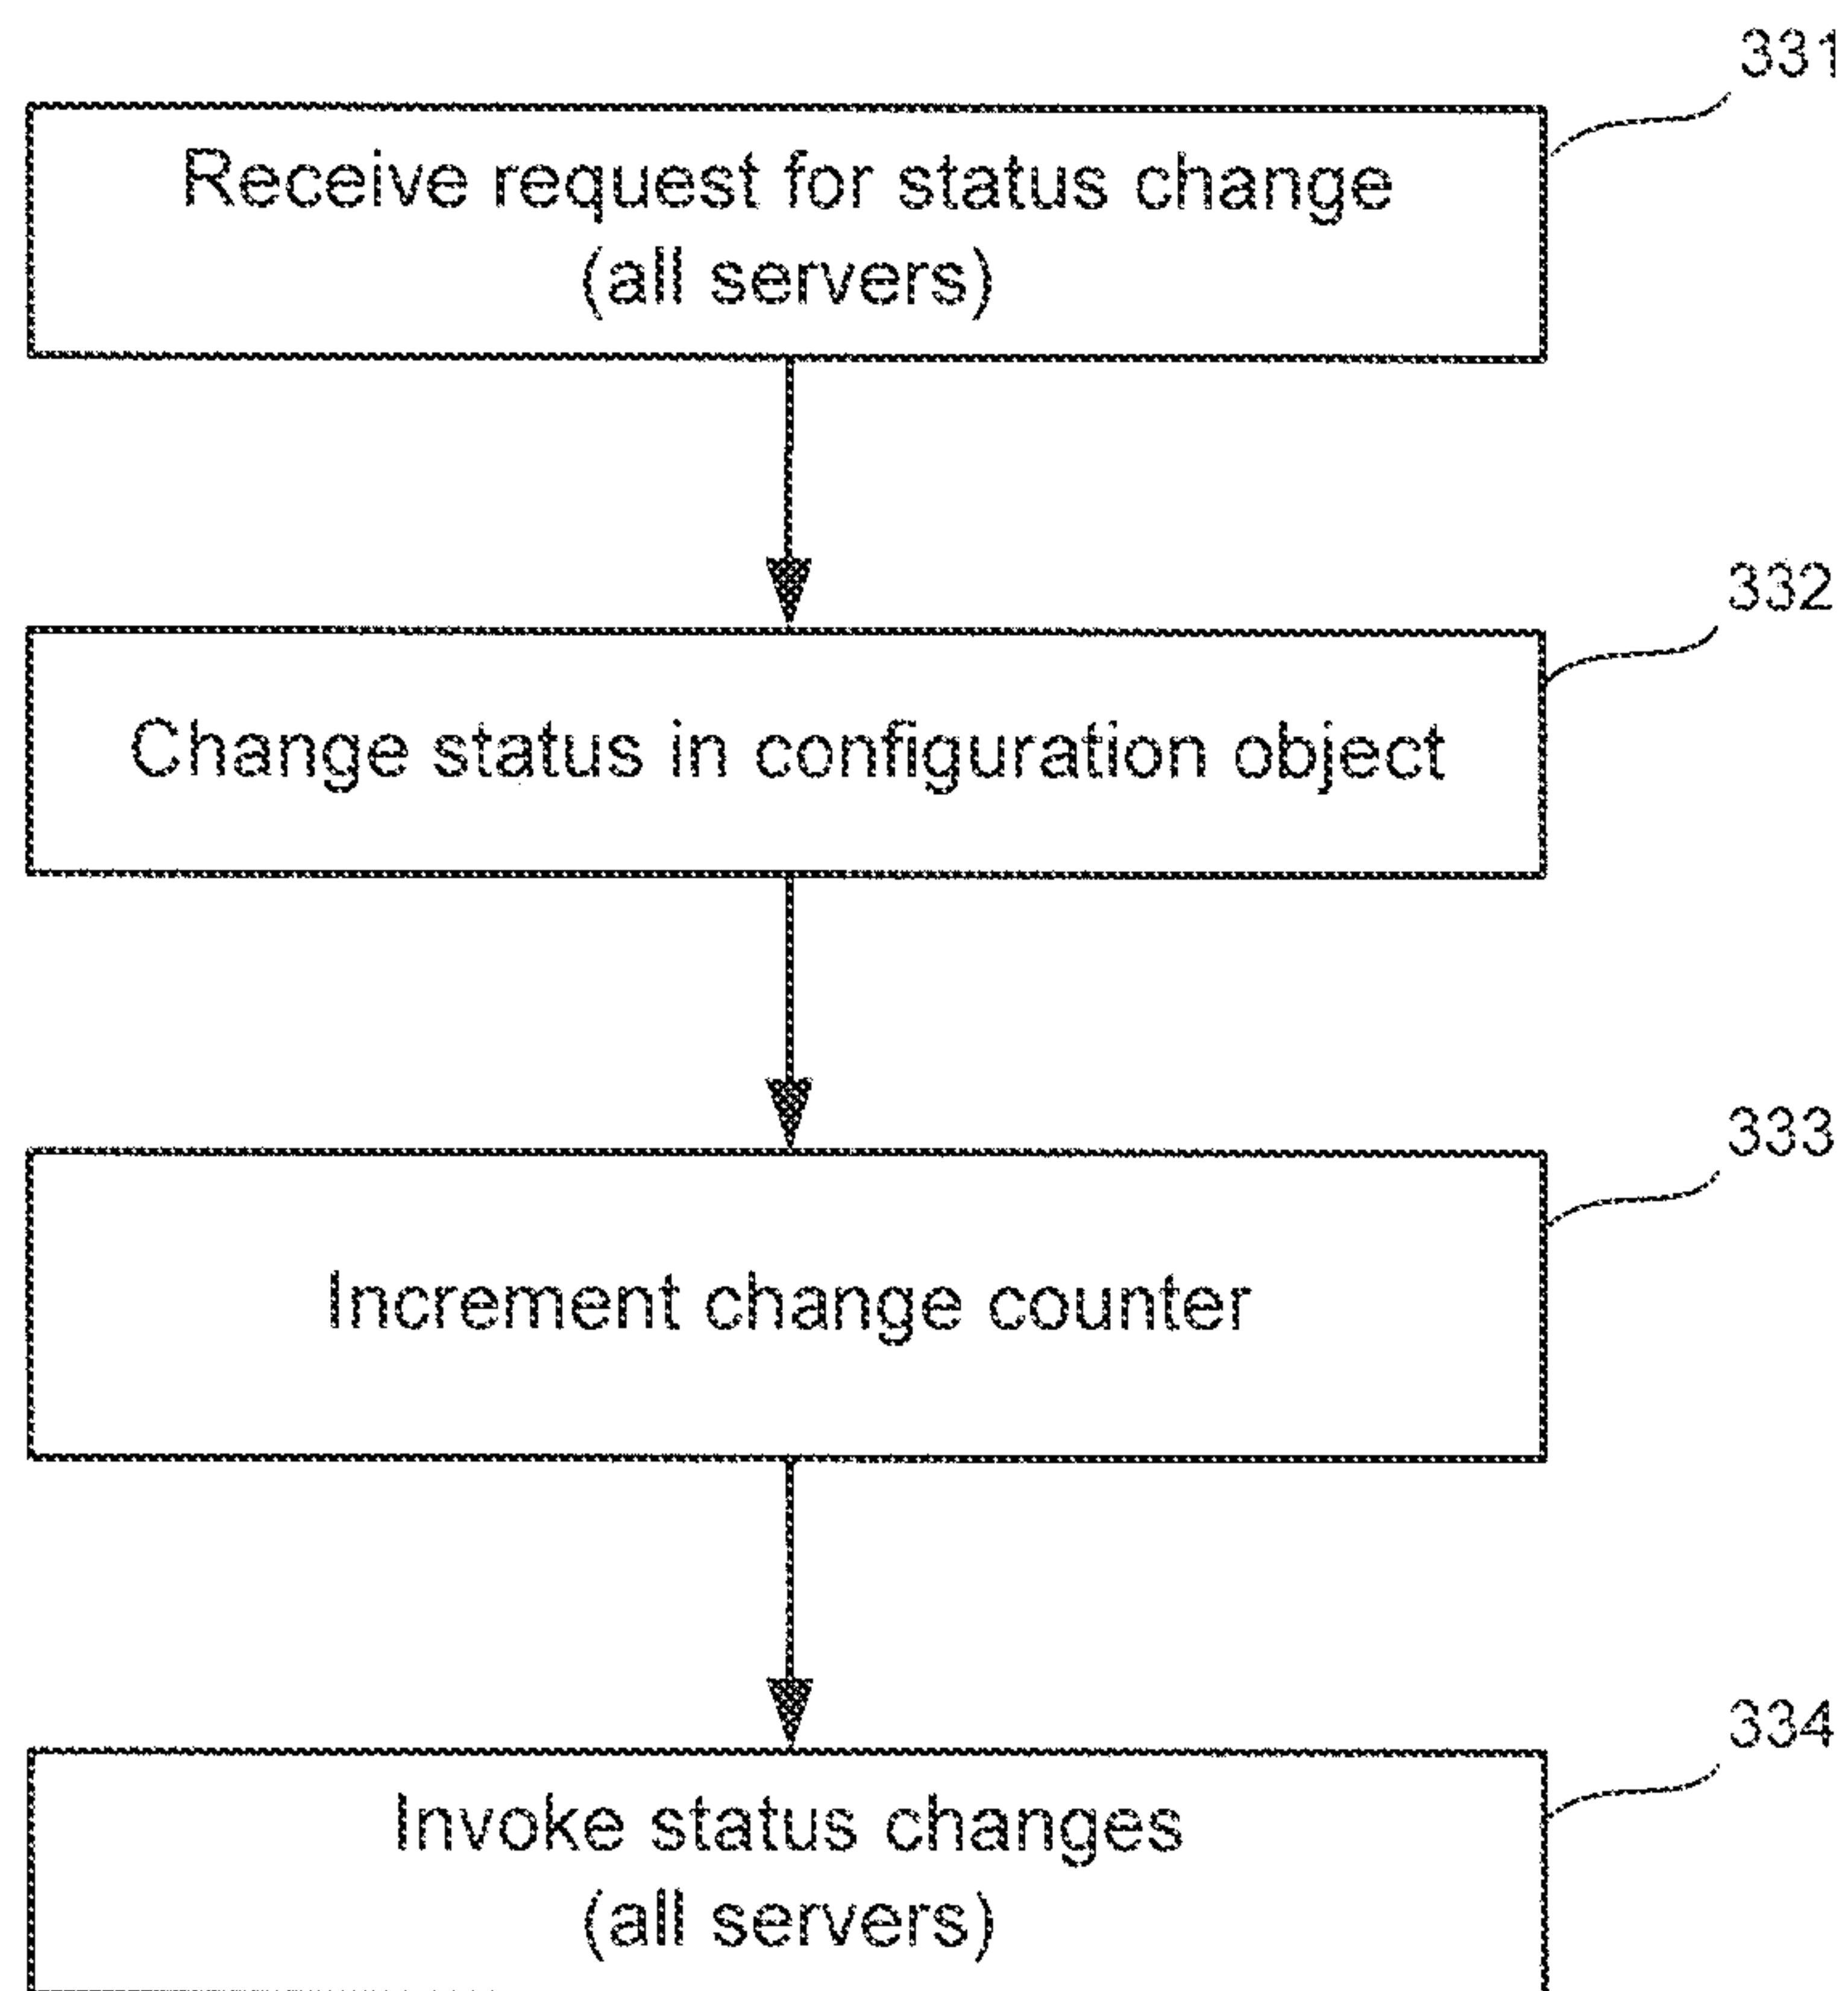 331
Receive request for status change
(all servers)
332
Change status in configuration object
333
Increment change counter
334
Invoke status changes
(all servers)